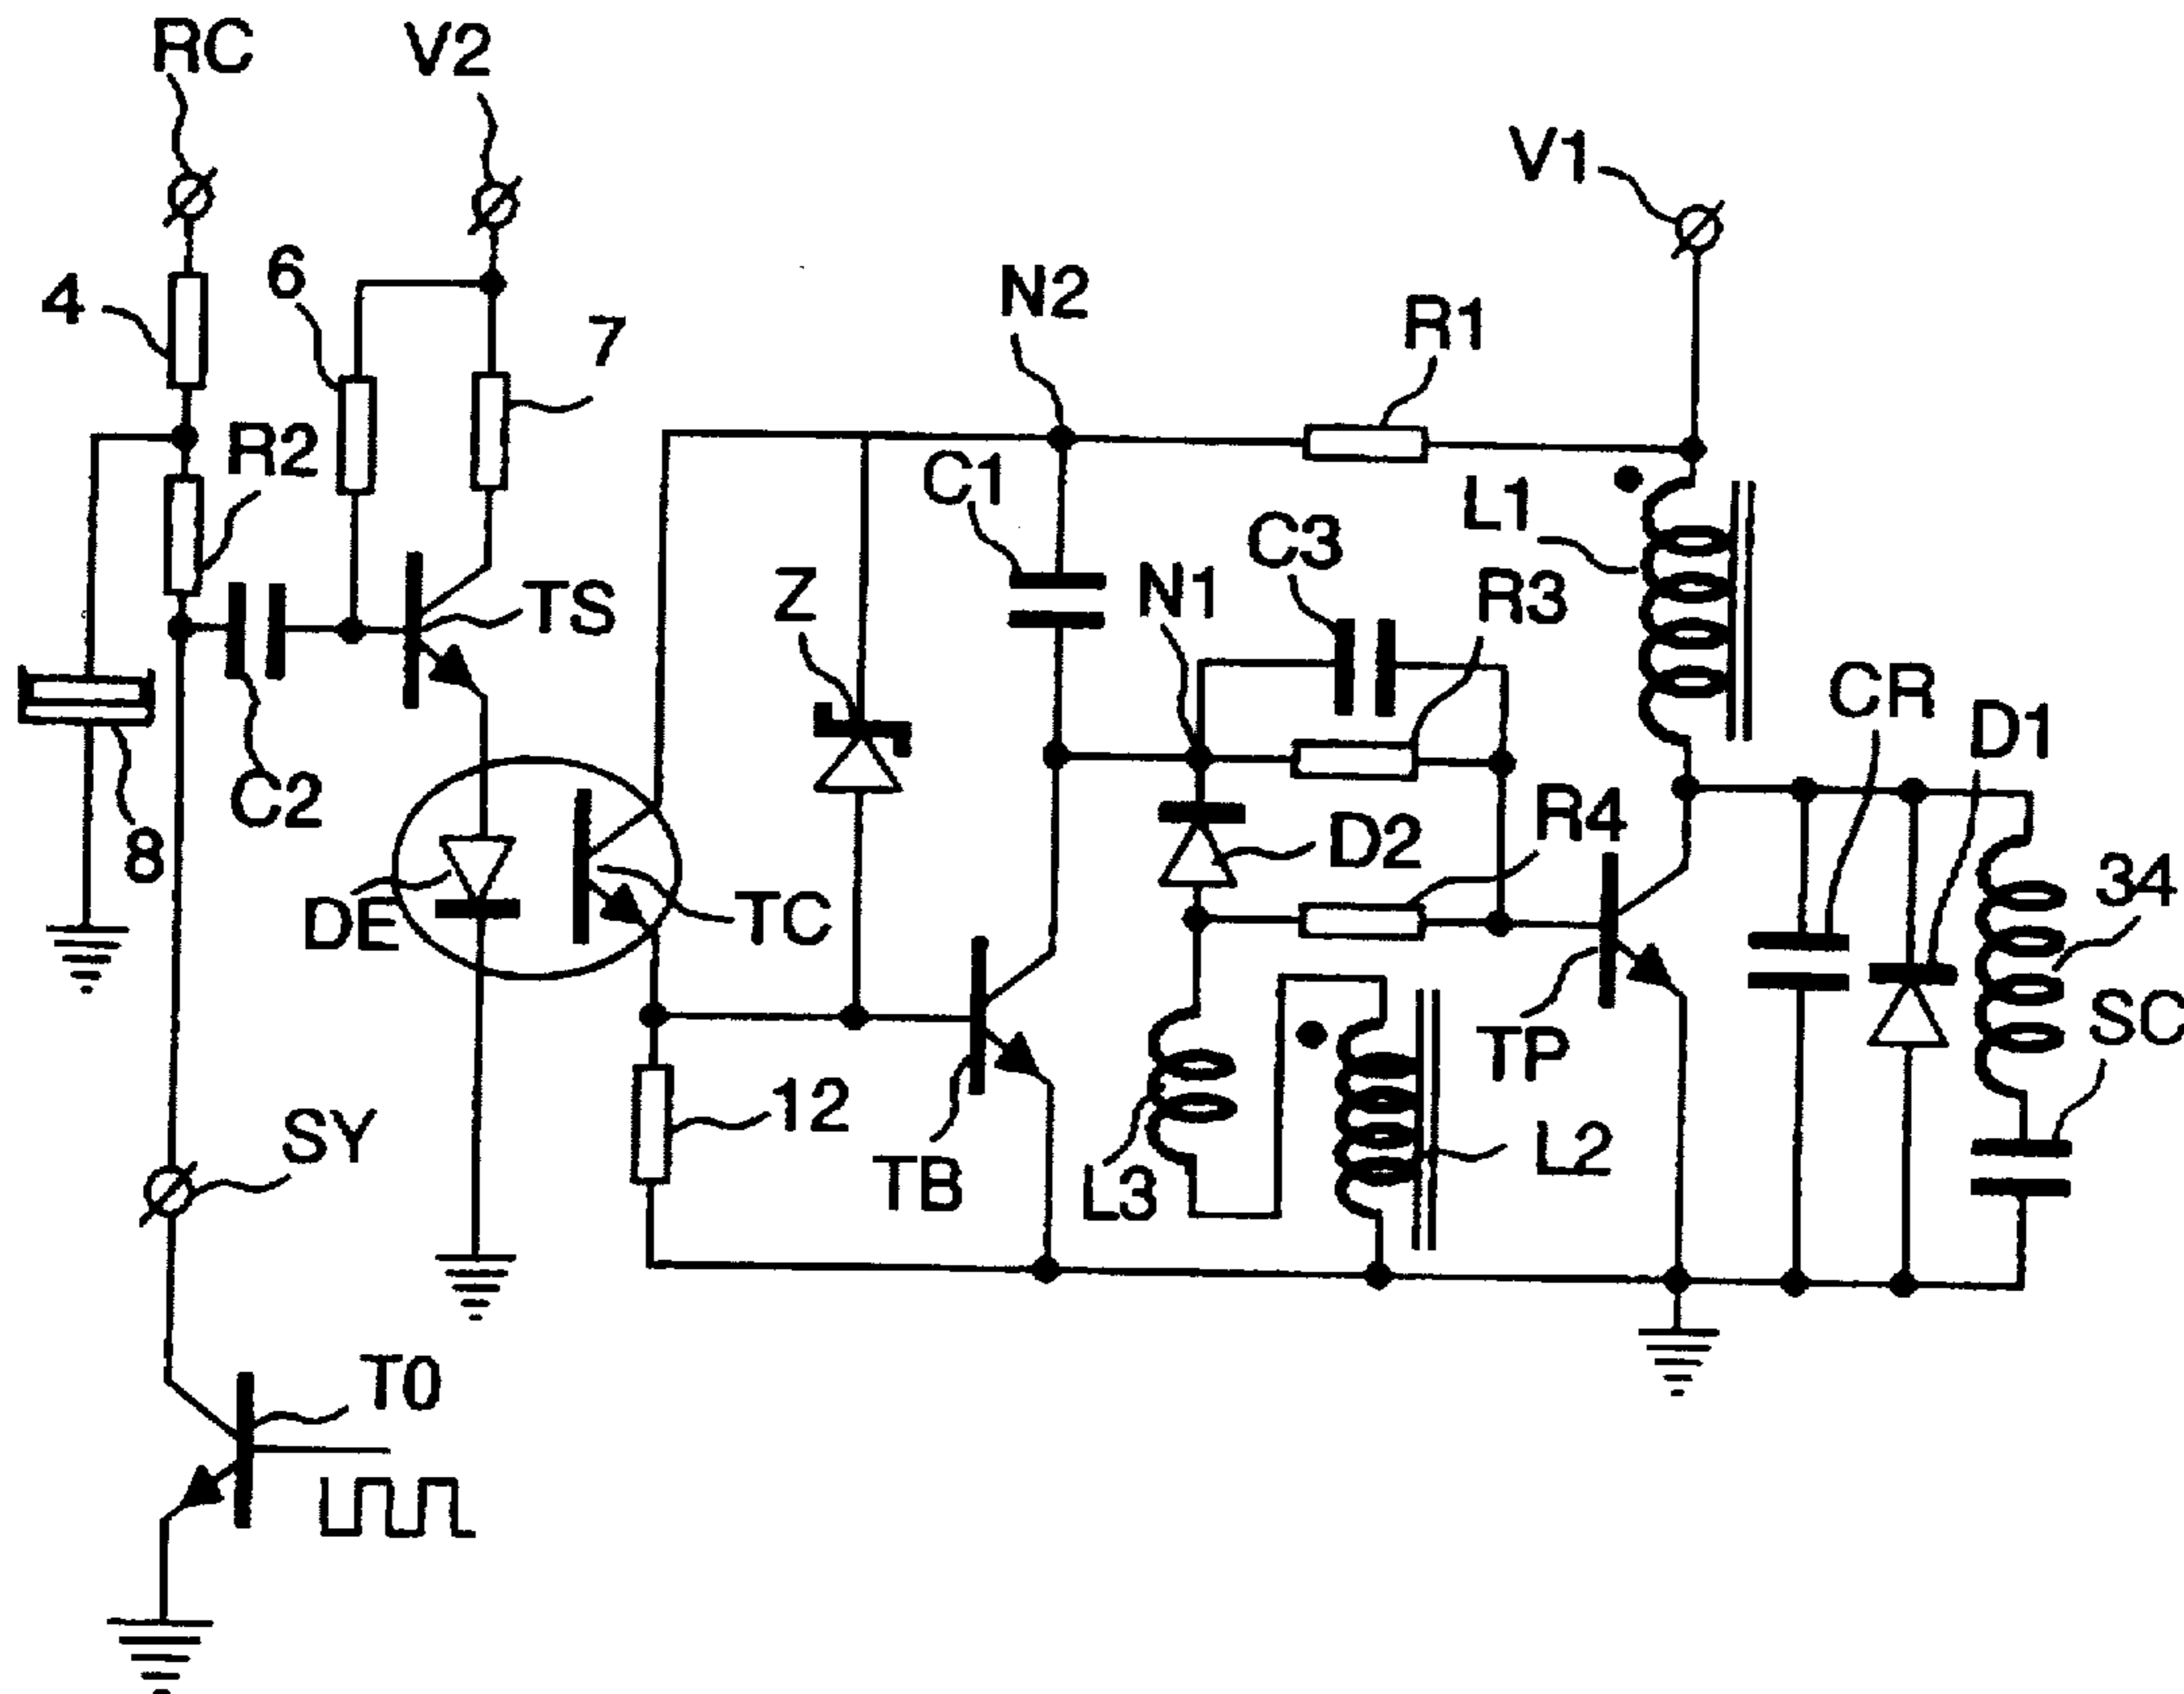 RC
V2
V1
4
6
7
N2
R1
R2
C1
C3
L1
N1
R3
TS
Z
CR
D1
C2
8
D2
R4
34
DE
TC
SC
12
TP
SY
TB
L3
L2
T0